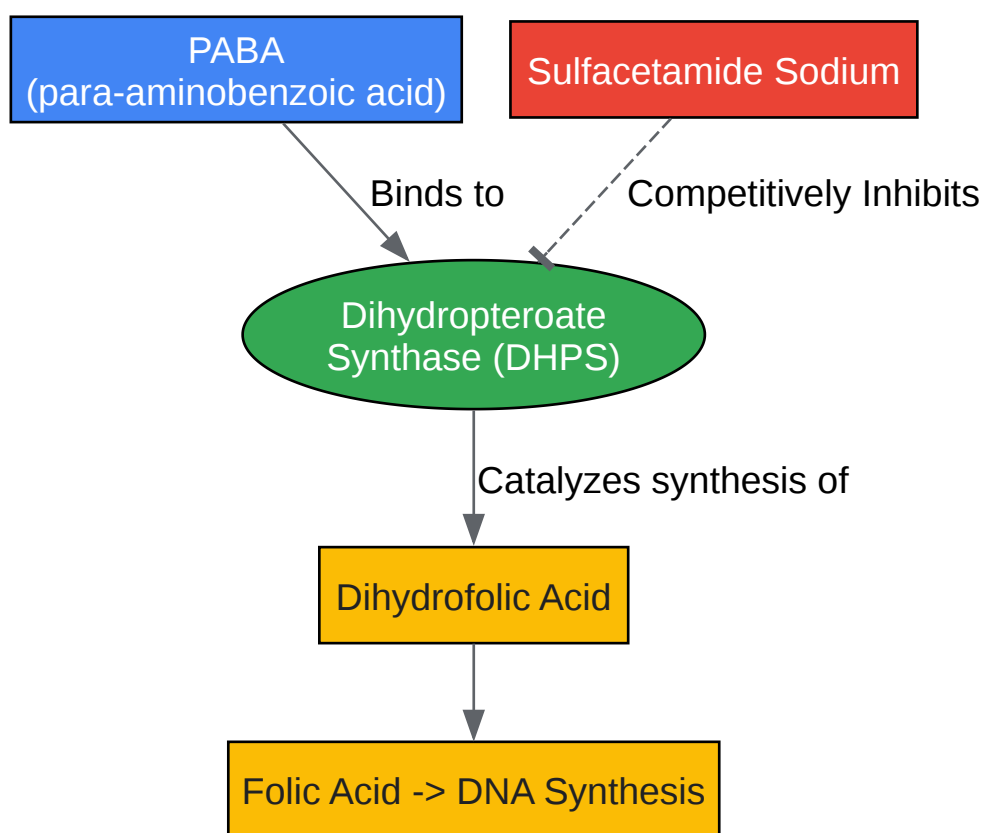 PABA
(para-aminobenzoic acid)
Sulfacetamide Sodium
Binds to
Competitively Inhibits
Dihydropteroate
Synthase (DHPS)
Catalyzes synthesis of
Dihydrofolic Acid
Folic Acid -> DNA Synthesis